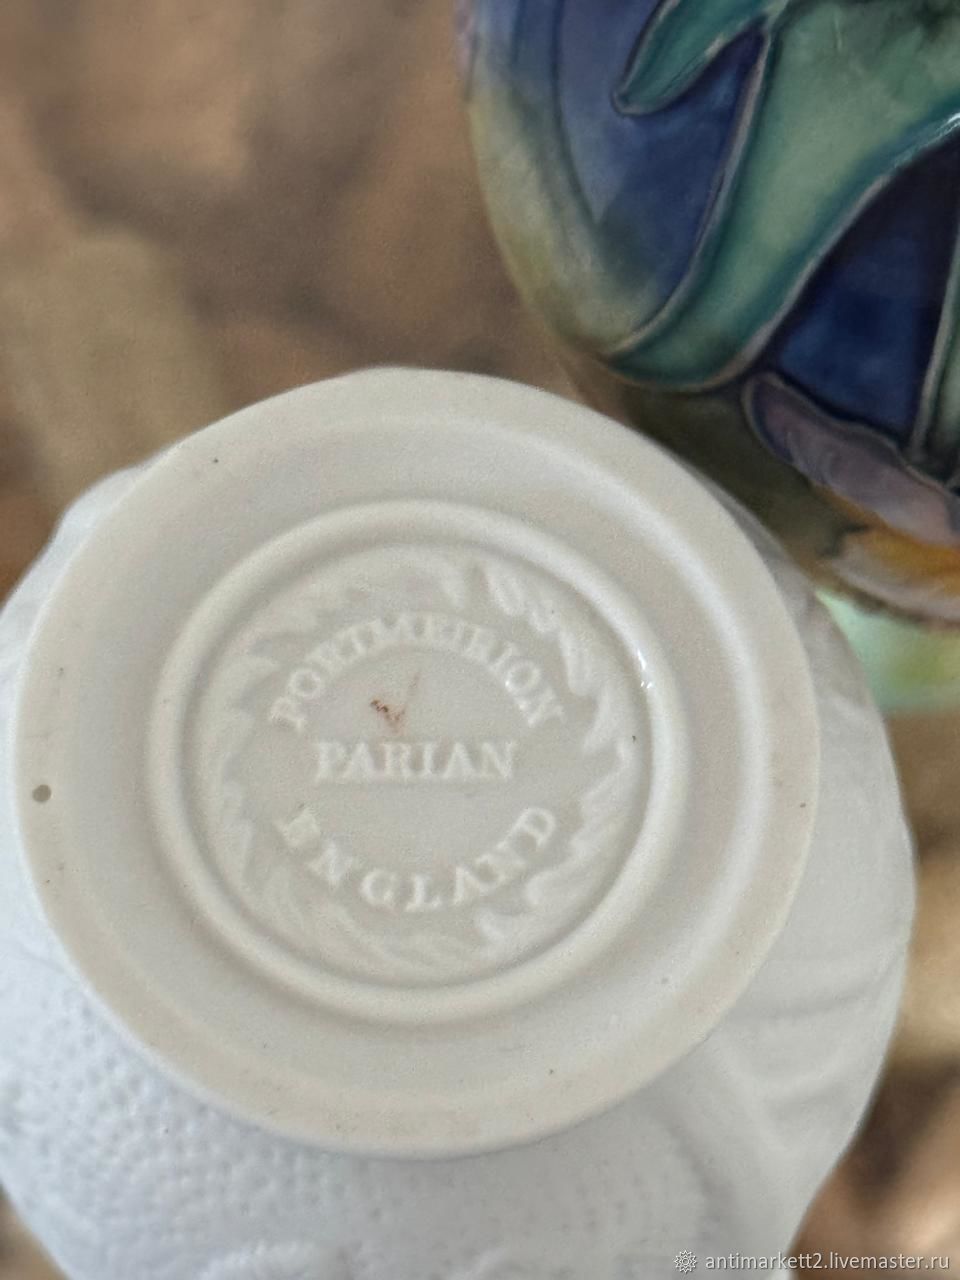 PORTMEIRION
PARIAN
ENGLAND
antimarkett2.livemaster.ru